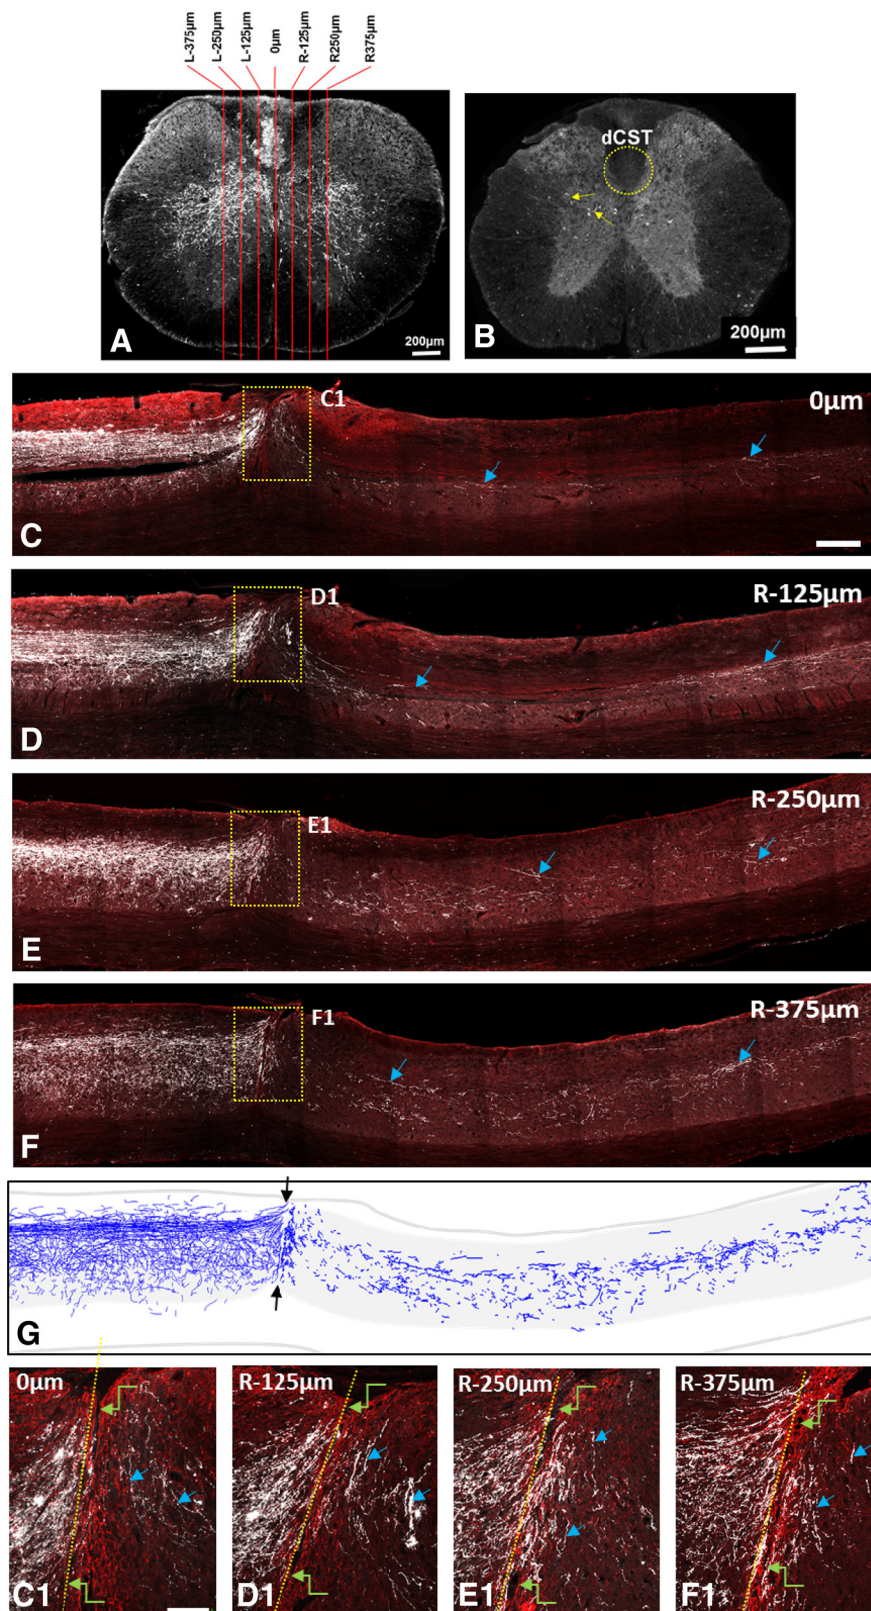 L-375µm
L-250µm
L-125µm
0µm
R-125µm
R250µm
R375µm
A
200µm
dCST
B
200µm
C1
0µm
C
D1
R-125µm
D
E1
R-250µm
E
F1
R-375µm
F
G
0µm
R-125µm
R-250µm
R-375µm
C1
D1
E1
F1